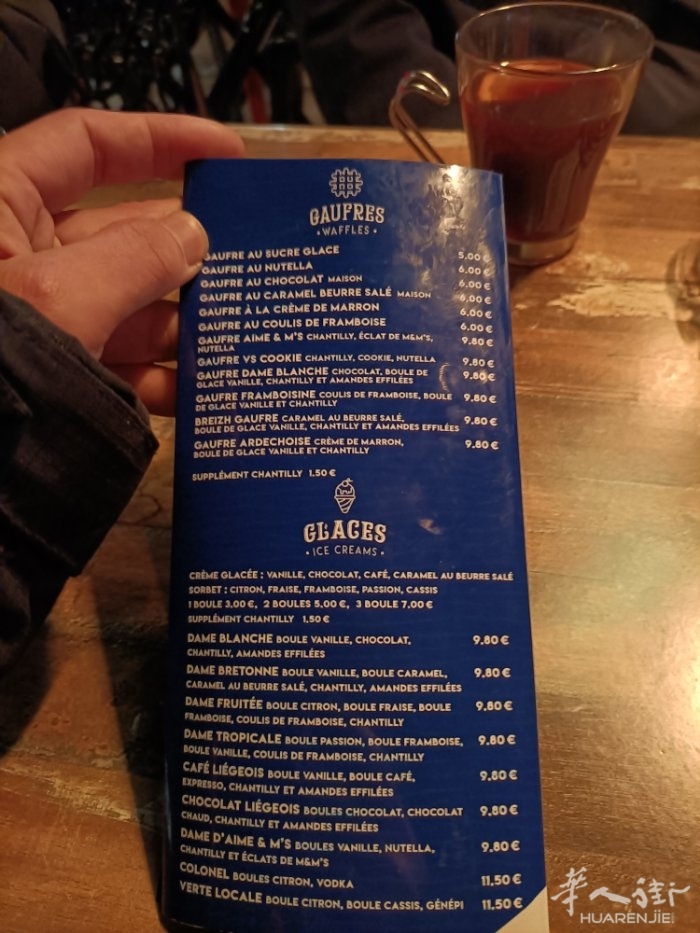 GAUFRES
• WAFFLES •
GAUFRE AU SUCRE GLACE 5.00 €
GAUFRE AU NUTELLA 6.00 €
GAUFRE AU CHOCOLAT MAISON 6.00 €
GAUFRE AU CARAMEL BEURRE SALÉ MAISON 6.00 €
GAUFRE À LA CRÈME DE MARRON 6.00 €
GAUFRE AU COULIS DE FRAMBOISE 6.00 €
GAUFRE AIME & M'S CHANTILLY, ÉCLAT DE M&M'S, 9.80 €
NUTELLA
GAUFRE VS COOKIE CHANTILLY, COOKIE, NUTELLA 9.80 €
GAUFRE DAME BLANCHE CHOCOLAT, BOULE DE 9.80 €
GLACE VANILLE, CHANTILLY ET AMANDES EFFILÉES
GAUFRE FRAMBOISINE COULIS DE FRAMBOISE, BOULE 9.80 €
DE GLACE VANILLE ET CHANTILLY
BREIZH GAUFRE CARAMEL AU BEURRE SALÉ, 9.80 €
BOULE DE GLACE VANILLE, CHANTILLY ET AMANDES EFFILÉES
GAUFRE ARDECHOISE CRÈME DE MARRON, 9.80 €
BOULE DE GLACE VANILLE ET CHANTILLY
SUPPLÉMENT CHANTILLY 1.50 €
GLACES
• ICE CREAMS •
CRÈME GLACÉE : VANILLE, CHOCOLAT, CAFÉ, CARAMEL AU BEURRE SALÉ
SORBET : CITRON, FRAISE, FRAMBOISE, PASSION, CASSIS
1 BOULE 3,00 €, 2 BOULES 5,00 €, 3 BOULE 7,00 €
SUPPLÉMENT CHANTILLY 1.50 €
DAME BLANCHE BOULE VANILLE, CHOCOLAT, 9.80 €
CHANTILLY, AMANDES EFFILÉES
DAME BRETONNE BOULE VANILLE, BOULE CARAMEL, 9.80 €
CARAMEL AU BEURRE SALÉ, CHANTILLY, AMANDES EFFILÉES
DAME FRUITÉE BOULE CITRON, BOULE FRAISE, BOULE 9.80 €
FRAMBOISE, COULIS DE FRAMBOISE, CHANTILLY
DAME TROPICALE BOULE PASSION, BOULE FRAMBOISE, 9.80 €
BOULE VANILLE, COULIS DE FRAMBOISE, CHANTILLY
CAFÉ LIÉGEOIS BOULE VANILLE, BOULE CAFÉ, 9.80 €
EXPRESSO, CHANTILLY ET AMANDES EFFILÉES
CHOCOLAT LIÉGEOIS BOULES CHOCOLAT, CHOCOLAT 9.80 €
CHAUD, CHANTILLY ET AMANDES EFFILÉES
DAME D'AIME & M'S BOULES VANILLE, NUTELLA, 9.80 €
CHANTILLY ET ÉCLATS DE M&M'S
COLONEL BOULES CITRON, VODKA 11.50 €
VERTE LOCALE BOULE CITRON, BOULE CASSIS, GÉNÉPI 11.50 €
华人街
HUARENJIE